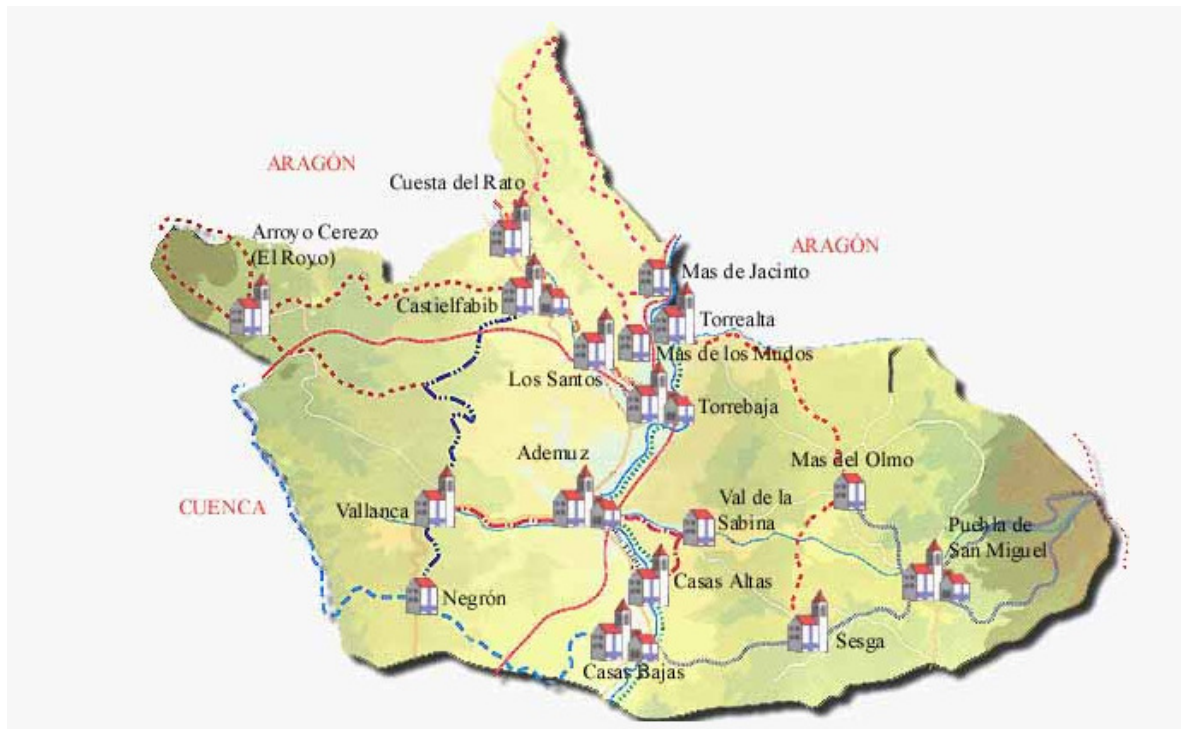 ARAGÓN
Cuesta del Rato
Arroyo Cerezo
(El Royo)
ARAGÓN
Mas de Jacinto
Castielfabib
Torrealta
Mas de los Mudos
Los Santos
Torrebaja
Ademuz
Mas del Olmo
CUENCA
Vallanca
Val de la
Sabina
Puebla de
San Miguel
Casas Altas
Negrón
Sesga
Casas Bajas